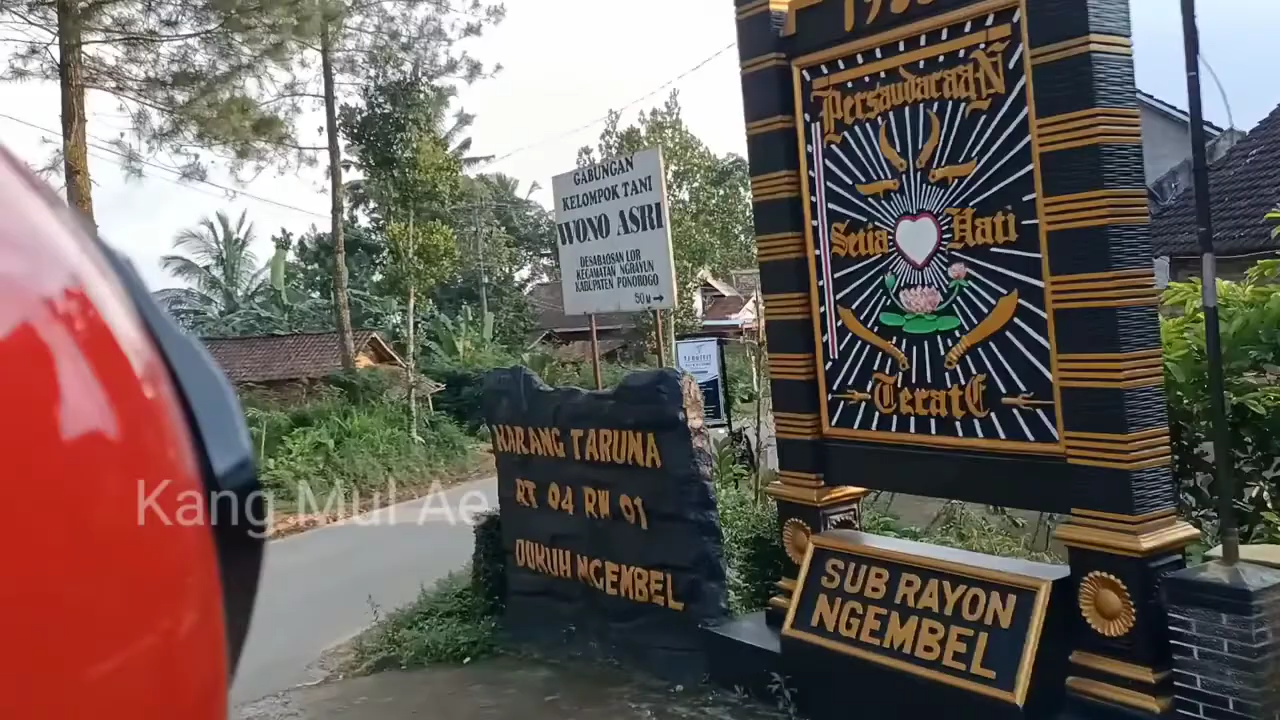 GABUNGAN
KELOMPOK TANI
WONO ASRI
DESA BAOSAN LOR
KECAMATAN NGRAYUN
KABUPATEN PONOROGO
50 M →
KARANG TARUNA
RT 04 RW 01
DUKUH NGEMBEL
Persaudaraan
Setia Hati
Terate
SUB RAYON
NGEMBEL
Kang Mul Ae